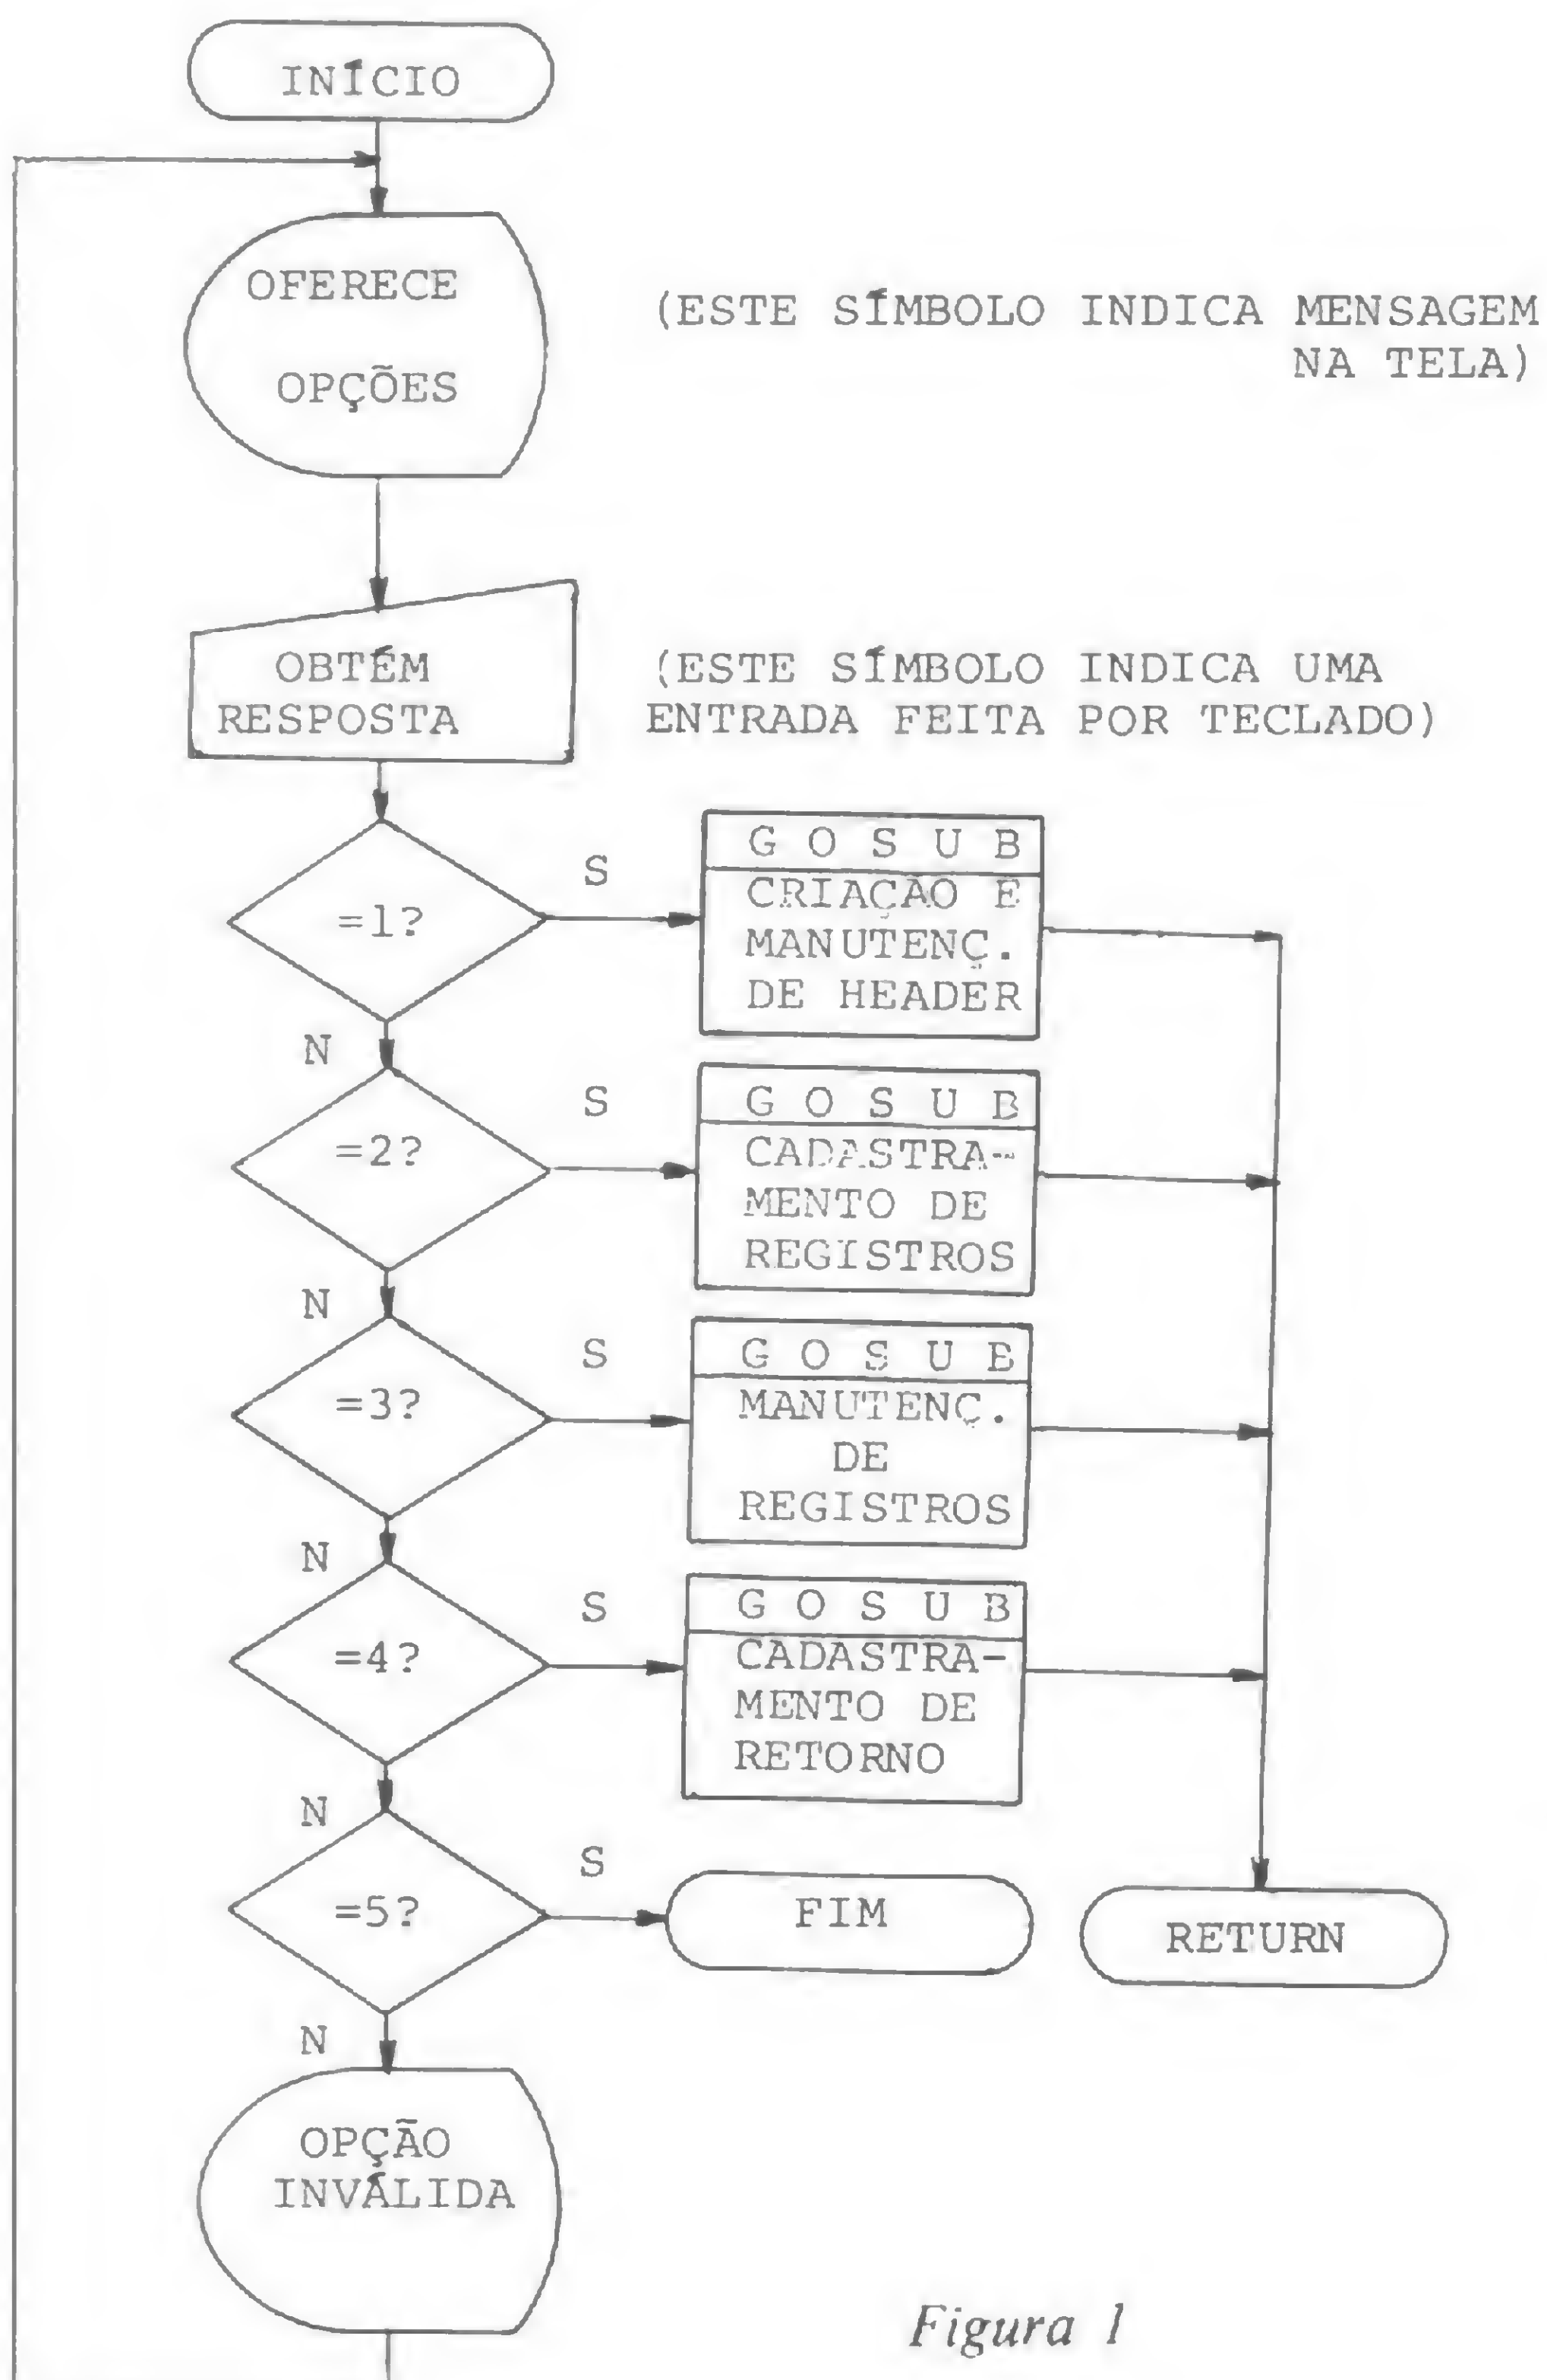 INÍCIO
OFERECE
OPÇÕES
(ESTE SÍMBOLO INDICA MENSAGEM
NA TELA)
OBTÉM
RESPOSTA
(ESTE SÍMBOLO INDICA UMA
ENTRADA FEITA POR TECLADO)
=1?
S
G O S U B
CRIAÇÃO E
MANUTENÇ.
DE HEADER
N
=2?
S
G O S U B
CADASTRA-
MENTO DE
REGISTROS
N
=3?
S
G O S U B
MANUTENÇ.
DE
REGISTROS
N
=4?
S
G O S U B
CADASTRA-
MENTO DE
RETORNO
N
=5?
S
FIM
RETURN
N
OPÇÃO
INVÁLIDA
Figura 1